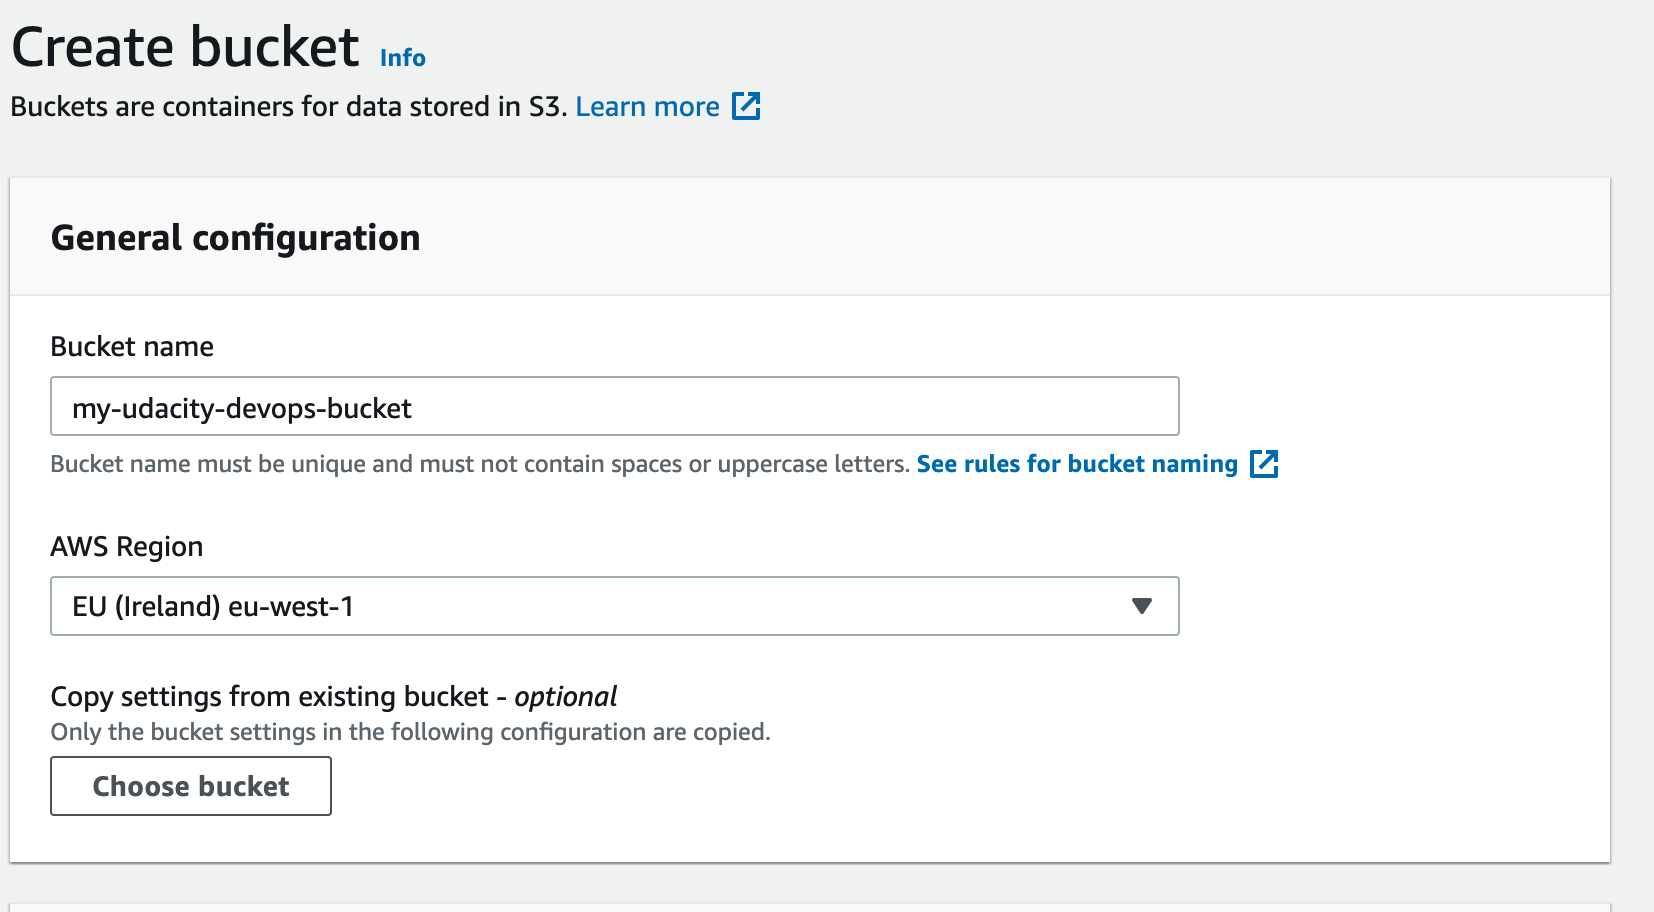 Create bucket Info
Buckets are containers for data stored in S3. Learn more
General configuration
Bucket name
my-udacity-devops-bucket
Bucket name must be unique and must not contain spaces or uppercase letters. See rules for bucket naming
AWS Region
EU (Ireland) eu-west-1
Copy settings from existing bucket - optional
Only the bucket settings in the following configuration are copied.
Choose bucket